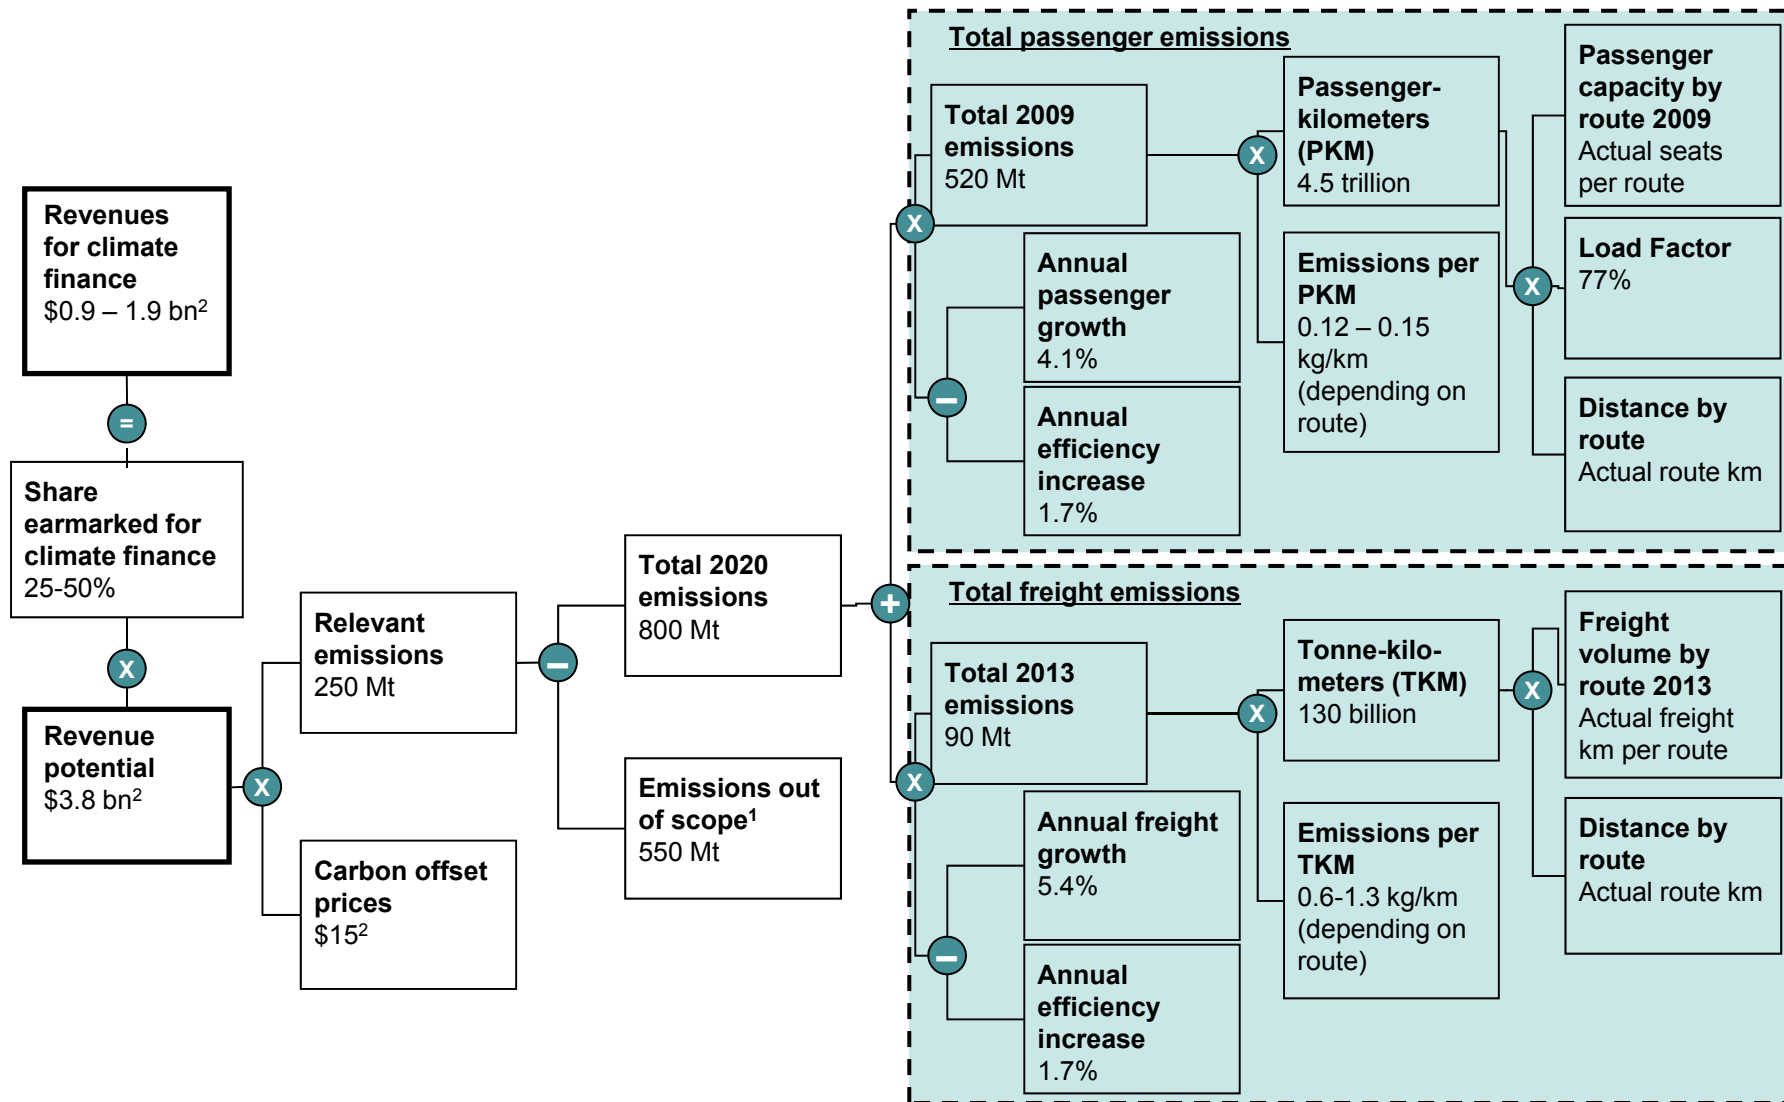 Revenues
for climate
finance
$0.9 – 1.9 bn²
=
Share
earmarked for
climate finance
25-50%
X
Revenue
potential
$3.8 bn²
X
Relevant
emissions
250 Mt
Carbon offset
prices
$15²
–
Total 2020
emissions
800 Mt
Emissions out
of scope¹
550 Mt
+
Total passenger emissions
X
Total 2009
emissions
520 Mt
–
Annual
passenger
growth
4.1%
Annual
efficiency
increase
1.7%
X
Passenger-
kilometers
(PKM)
4.5 trillion
Emissions per
PKM
0.12 – 0.15
kg/km
(depending on
route)
X
Passenger
capacity by
route 2009
Actual seats
per route
Load Factor
77%
Distance by
route
Actual route km
Total freight emissions
X
Total 2013
emissions
90 Mt
–
Annual freight
growth
5.4%
Annual
efficiency
increase
1.7%
X
Tonne-kilo-
meters (TKM)
130 billion
Emissions per
TKM
0.6-1.3 kg/km
(depending on
route)
X
Freight
volume by
route 2013
Actual freight
km per route
Distance by
route
Actual route km